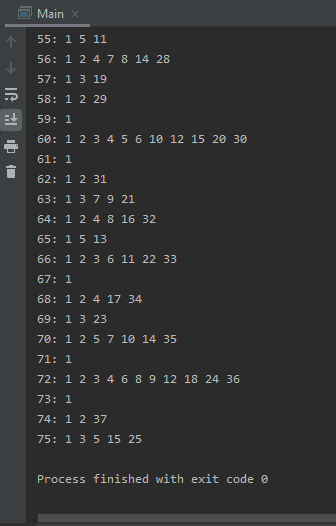 Main
55: 1 5 11
56: 1 2 4 7 8 14 28
57: 1 3 19
58: 1 2 29
59: 1
60: 1 2 3 4 5 6 10 12 15 20 30
61: 1
62: 1 2 31
63: 1 3 7 9 21
64: 1 2 4 8 16 32
65: 1 5 13
66: 1 2 3 6 11 22 33
67: 1
68: 1 2 4 17 34
69: 1 3 23
70: 1 2 5 7 10 14 35
71: 1
72: 1 2 3 4 6 8 9 12 18 24 36
73: 1
74: 1 2 37
75: 1 3 5 15 25
Process finished with exit code 0